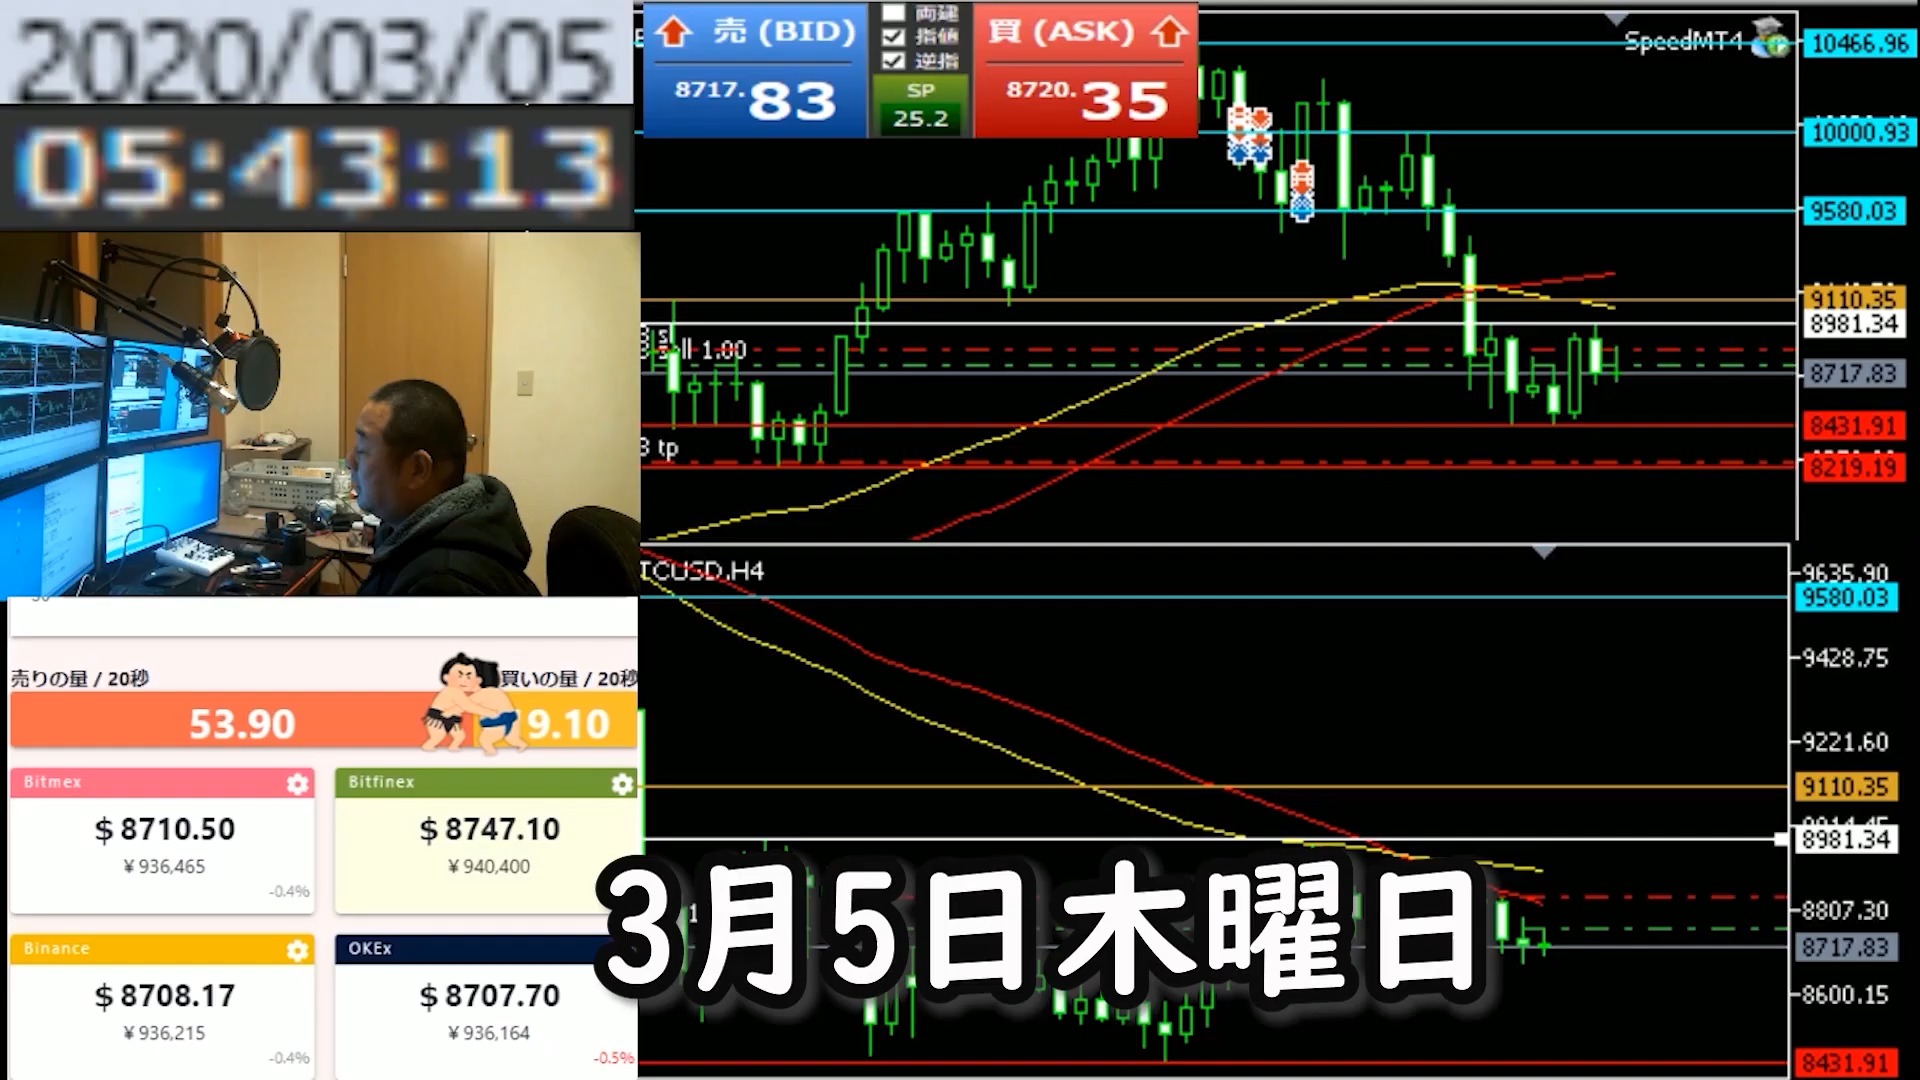 2020/03/05
05:43:13
売 (BID)
8717.83
両建
指値
逆指
SP
25.2
買 (ASK)
8720.35
SpeedMT4
10466.96
10000.93
9580.03
9110.35
8981.34
sell 1.00
8717.83
8431.91
tp
8219.19
TCUSD,H4
9635.90
9580.03
9428.75
9221.60
9110.35
8981.34
8807.30
8717.83
8600.15
8431.91
売りの量 / 20秒
買いの量 / 20秒
53.90
9.10
Bitmex
$ 8710.50
¥ 936,465
-0.4%
Bitfinex
$ 8747.10
¥ 940,400
Binance
$ 8708.17
¥ 936,215
-0.4%
OKEx
$ 8707.70
¥ 936,164
-0.5%
3月5日木曜日